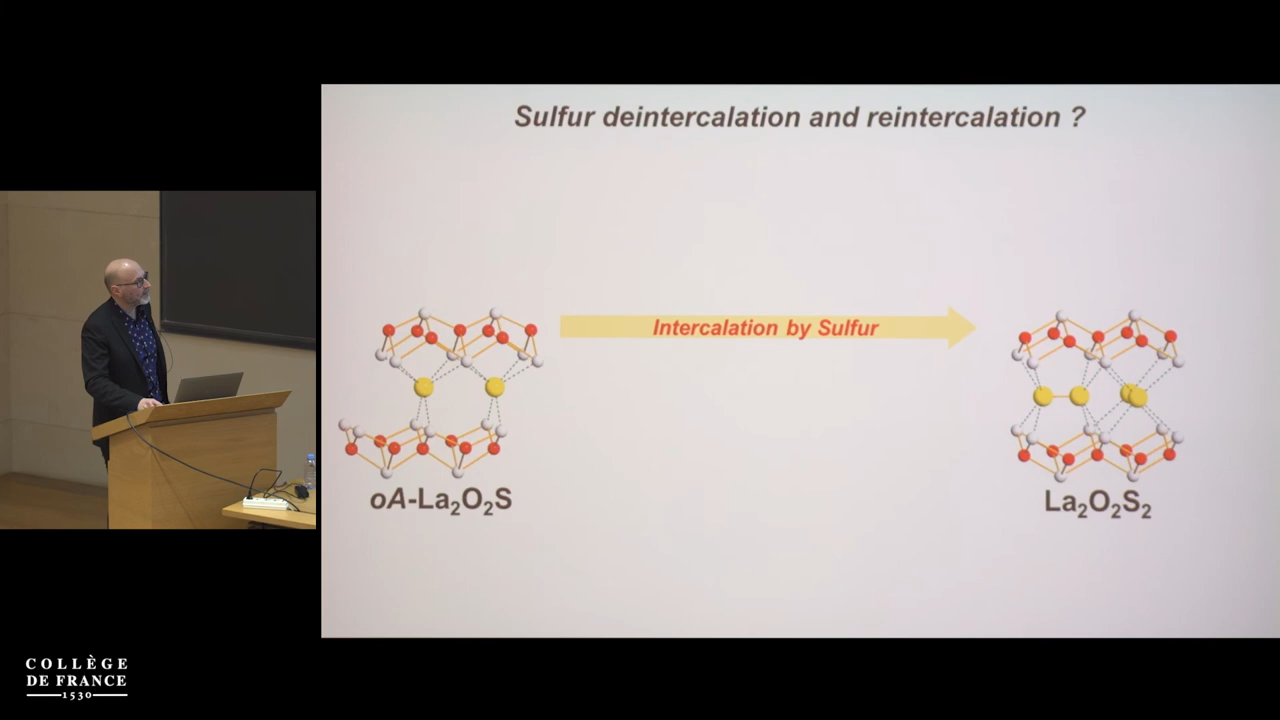 Sulfur deintercalation and reintercalation ?
Intercalation by Sulfur
oA-La₂O₂S
La₂O₂S₂
COLLÈGE
DE FRANCE
1530